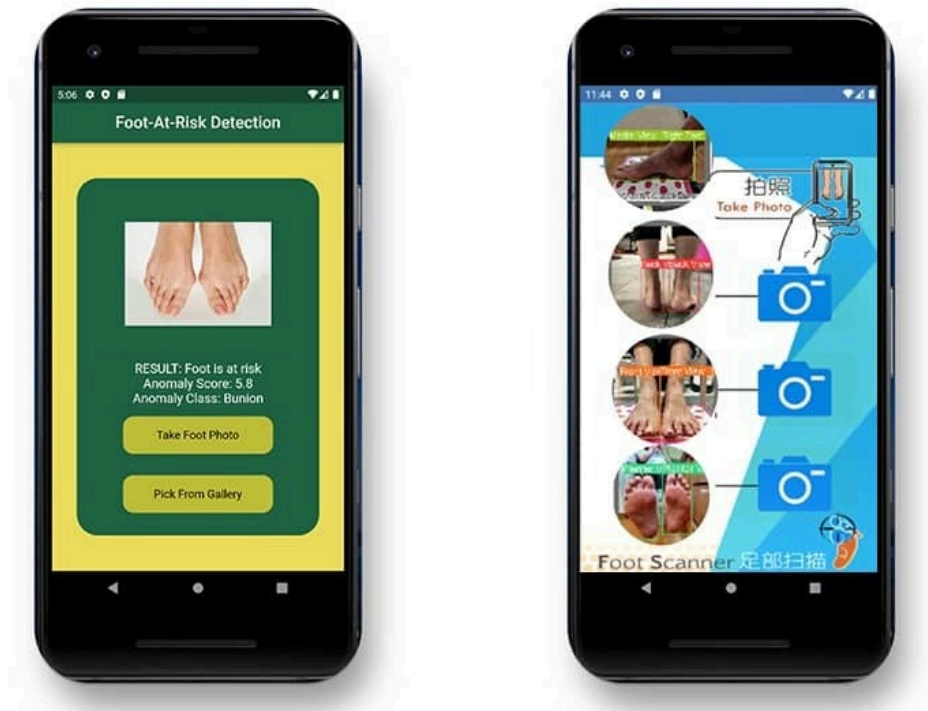 5:06
Foot-At-Risk Detection
RESULT: Foot is at risk
Anomaly Score: 5.8
Anomaly Class: Bunion
Take Foot Photo
Pick From Gallery
11:44
拍照
Take Photo
Foot Scanner 足部扫描